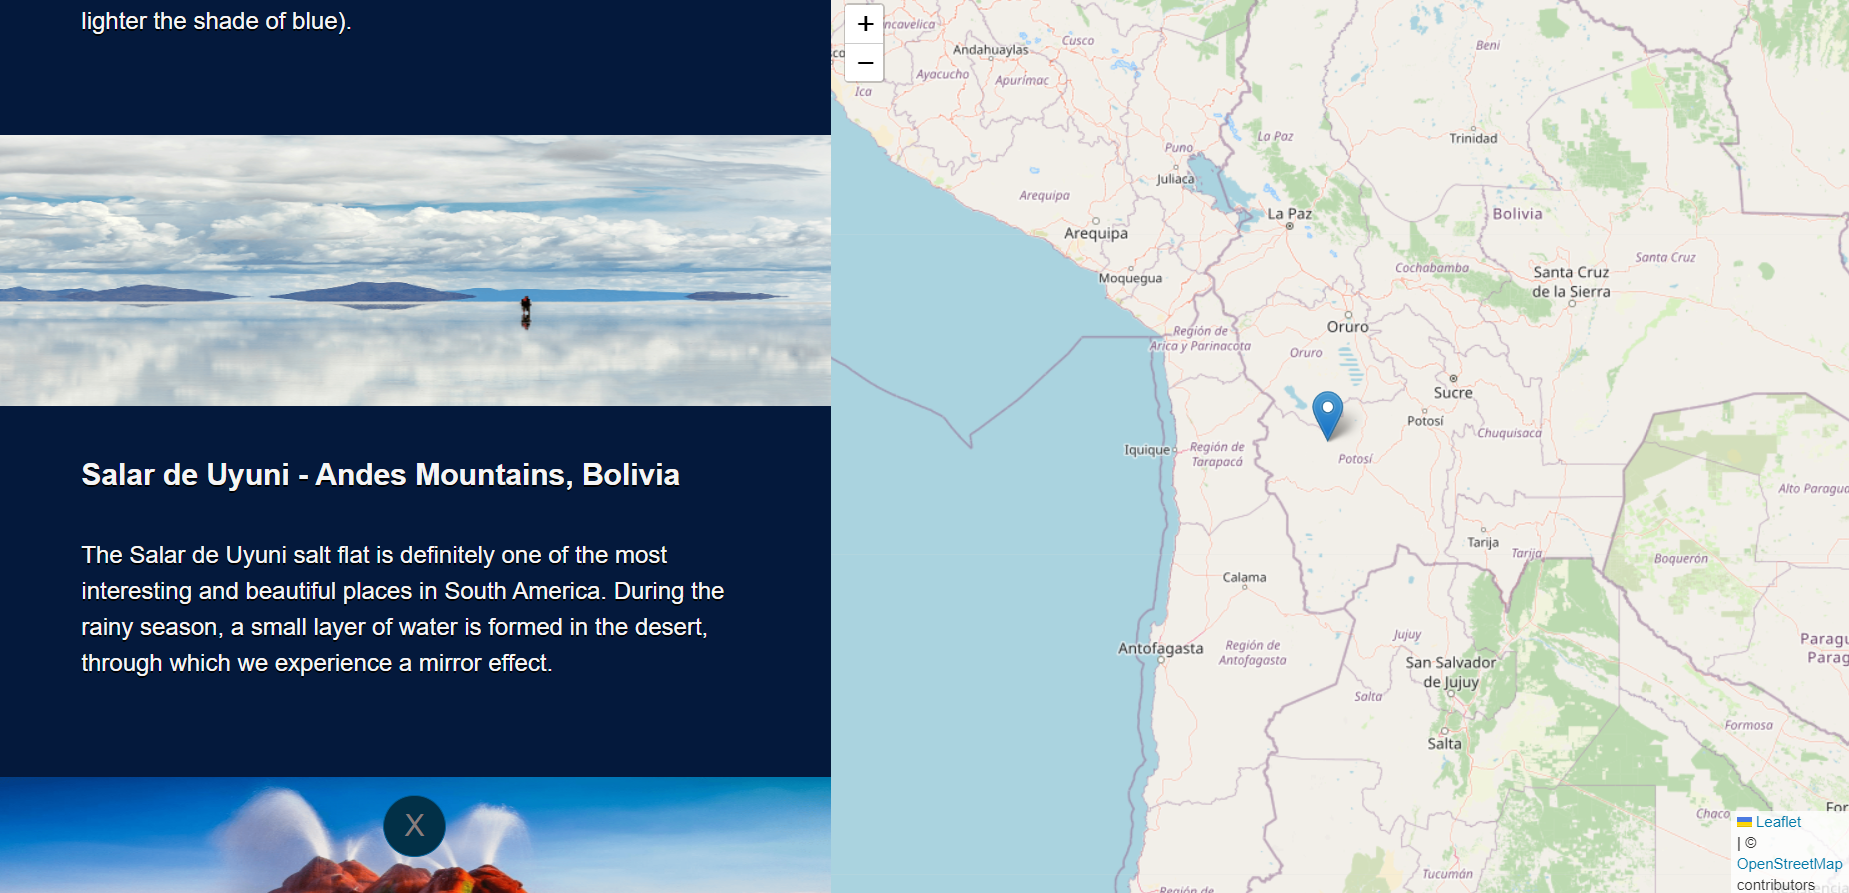 lighter the shade of blue).
Salar de Uyuni - Andes Mountains, Bolivia
The Salar de Uyuni salt flat is definitely one of the most
interesting and beautiful places in South America. During the
rainy season, a small layer of water is formed in the desert,
through which we experience a mirror effect.
X
+
−
Andahuaylas
Cusco
Beni
Ayacucho
Apurímac
Ica
La Paz
Trinidad
Puno
Juliaca
Arequipa
La Paz
Bolivia
Arequipa
Moquegua
Cochabamba
Santa Cruz
de la Sierra
Santa Cruz
Región de
Arica y Parinacota
Oruro
Oruro
Sucre
Potosí
Chuquisaca
Iquique
Región de
Tarapacá
Potosí
Alto Paragua
Tarija
Tarija
Boquerón
Calama
Antofagasta
Región de
Antofagasta
Jujuy
San Salvador
de Jujuy
Paragu
Parag
Salta
Formosa
Salta
Chaco
For
Tucumán
Región de
Leaflet
| ©
OpenStreetMap
contributors